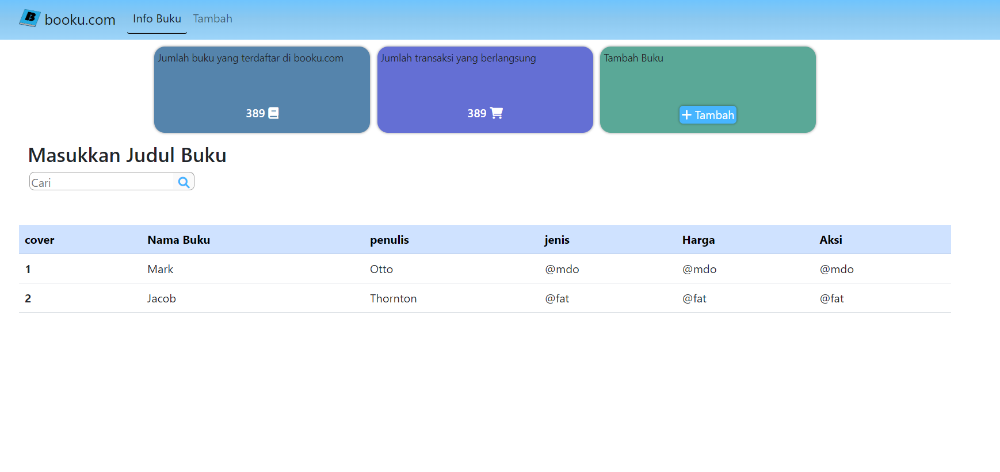 B booku.com Info Buku Tambah
Jumlah buku yang terdaftar di booku.com Jumlah transaksi yang berlangsung Tambah Buku
389 389 + Tambah
Masukkan Judul Buku
Cari
cover Nama Buku penulis jenis Harga Aksi
1 Mark Otto @mdo @mdo @mdo
2 Jacob Thornton @fat @fat @fat